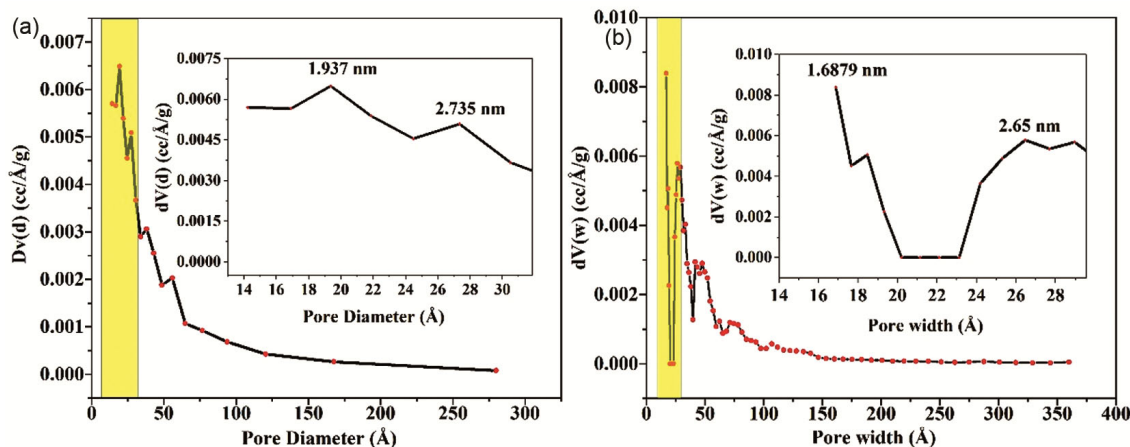 (a)
0.007
0.006
0.005
0.004
0.003
0.002
0.001
0.000
Dv(d) (cc/Å/g)
0 50 100 150 200 250 300
Pore Diameter (Å)
0.0075
0.0060
0.0045
0.0030
0.0015
0.0000
dV(d) (cc/Å/g)
1.937 nm
2.735 nm
14 16 18 20 22 24 26 28 30
Pore Diameter (Å)
(b)
0.010
0.008
0.006
0.004
0.002
0.000
dV(w) (cc/Å/g)
0 50 100 150 200 250 300 350 400
Pore width (Å)
0.010
0.008
0.006
0.004
0.002
0.000
dV(w) (cc/Å/g)
1.6879 nm
2.65 nm
14 16 18 20 22 24 26 28
Pore width (Å)